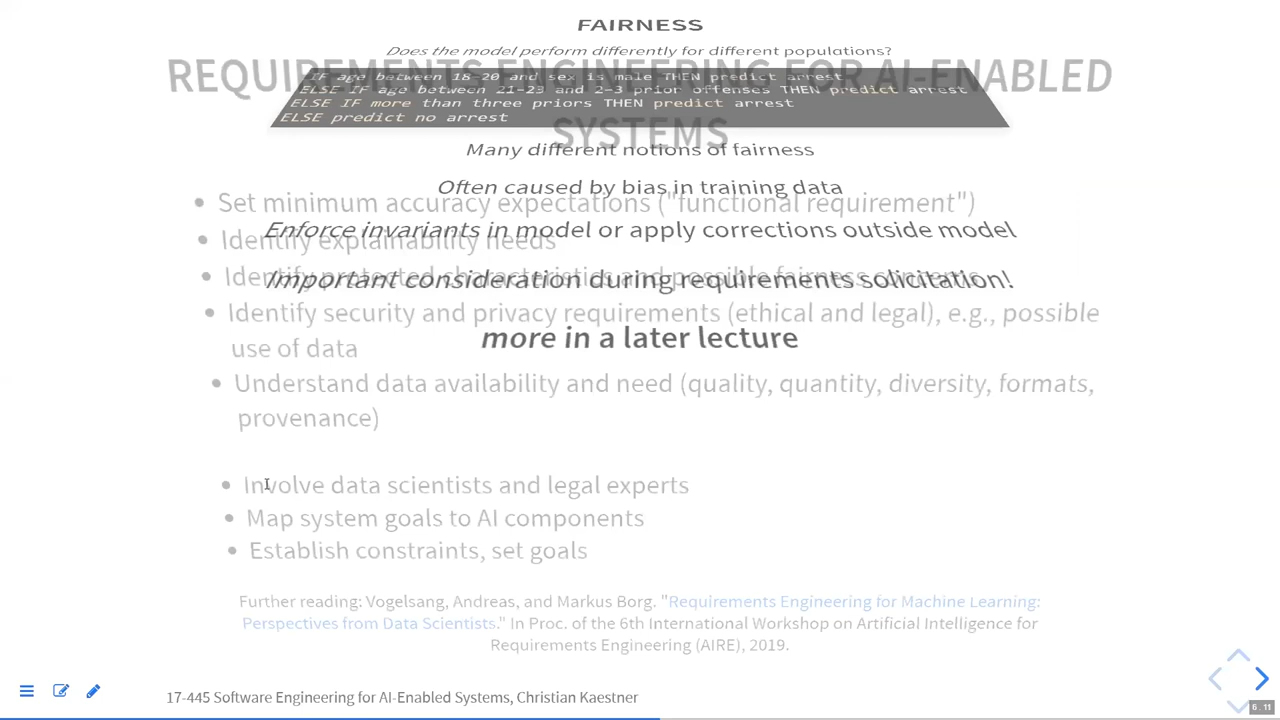 FAIRNESS
Does the model perform differently for different populations?
IF age between 18-20 and sex is male THEN predict arrest
ELSE IF age between 21-23 and 2-3 prior offenses THEN predict arrest
ELSE IF more than three priors THEN predict arrest
ELSE predict no arrest
Many different notions of fairness
Often caused by bias in training data
Enforce invariants in model or apply corrections outside model
Important consideration during requirements solicitation!
more in a later lecture
REQUIREMENTS ENGINEERING FOR AI-ENABLED
SYSTEMS
• Set minimum accuracy expectations ("functional requirement")
• Identify explainability needs
• Identify protected characteristics and possible fairness concerns
• Identify security and privacy requirements (ethical and legal), e.g., possible
use of data
• Understand data availability and need (quality, quantity, diversity, formats,
provenance)
• Involve data scientists and legal experts
• Map system goals to AI components
• Establish constraints, set goals
Further reading: Vogelsang, Andreas, and Markus Borg. "Requirements Engineering for Machine Learning:
Perspectives from Data Scientists." In Proc. of the 6th International Workshop on Artificial Intelligence for
Requirements Engineering (AIRE), 2019.
17-445 Software Engineering for AI-Enabled Systems, Christian Kaestner
6.11